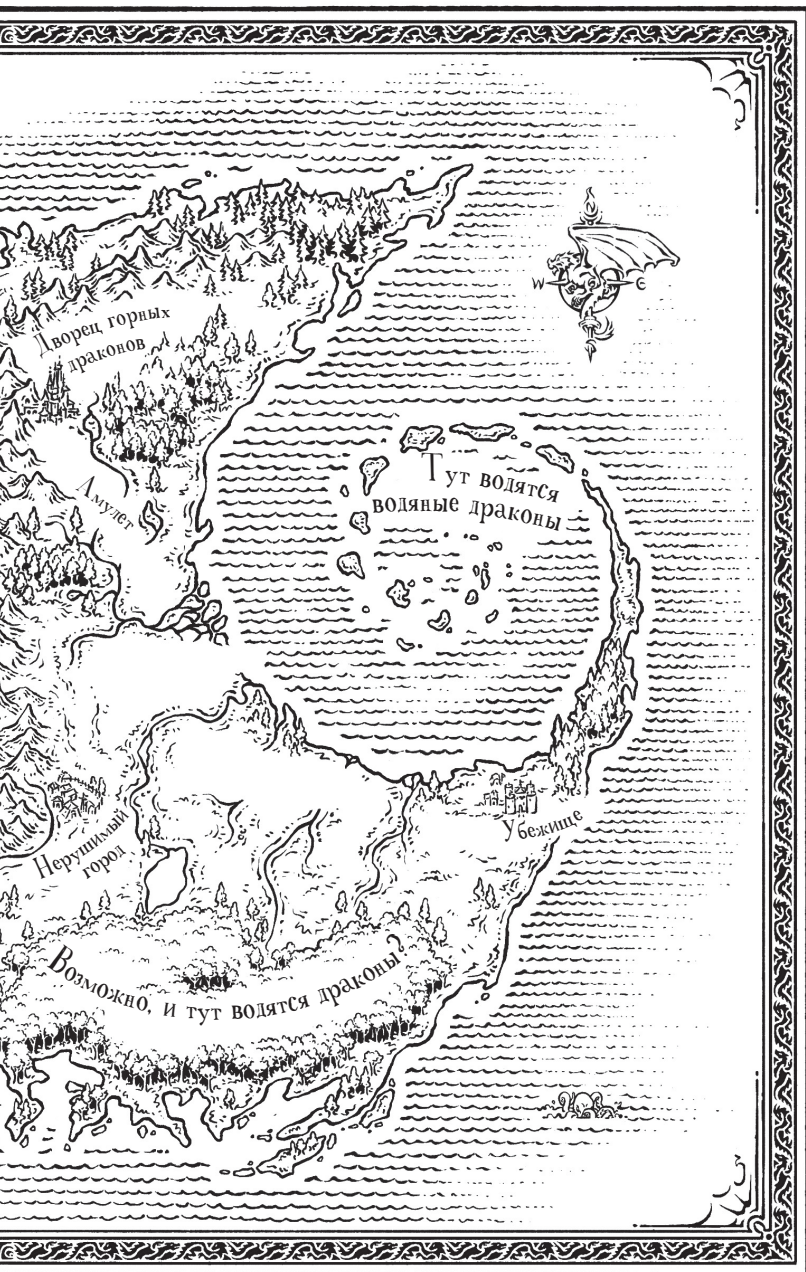 W
E
Дворец горных
драконов
Амулет
Тут водятся
водяные драконы
Убежище
Нерушимый
город
Возможно, и тут водятся драконы?